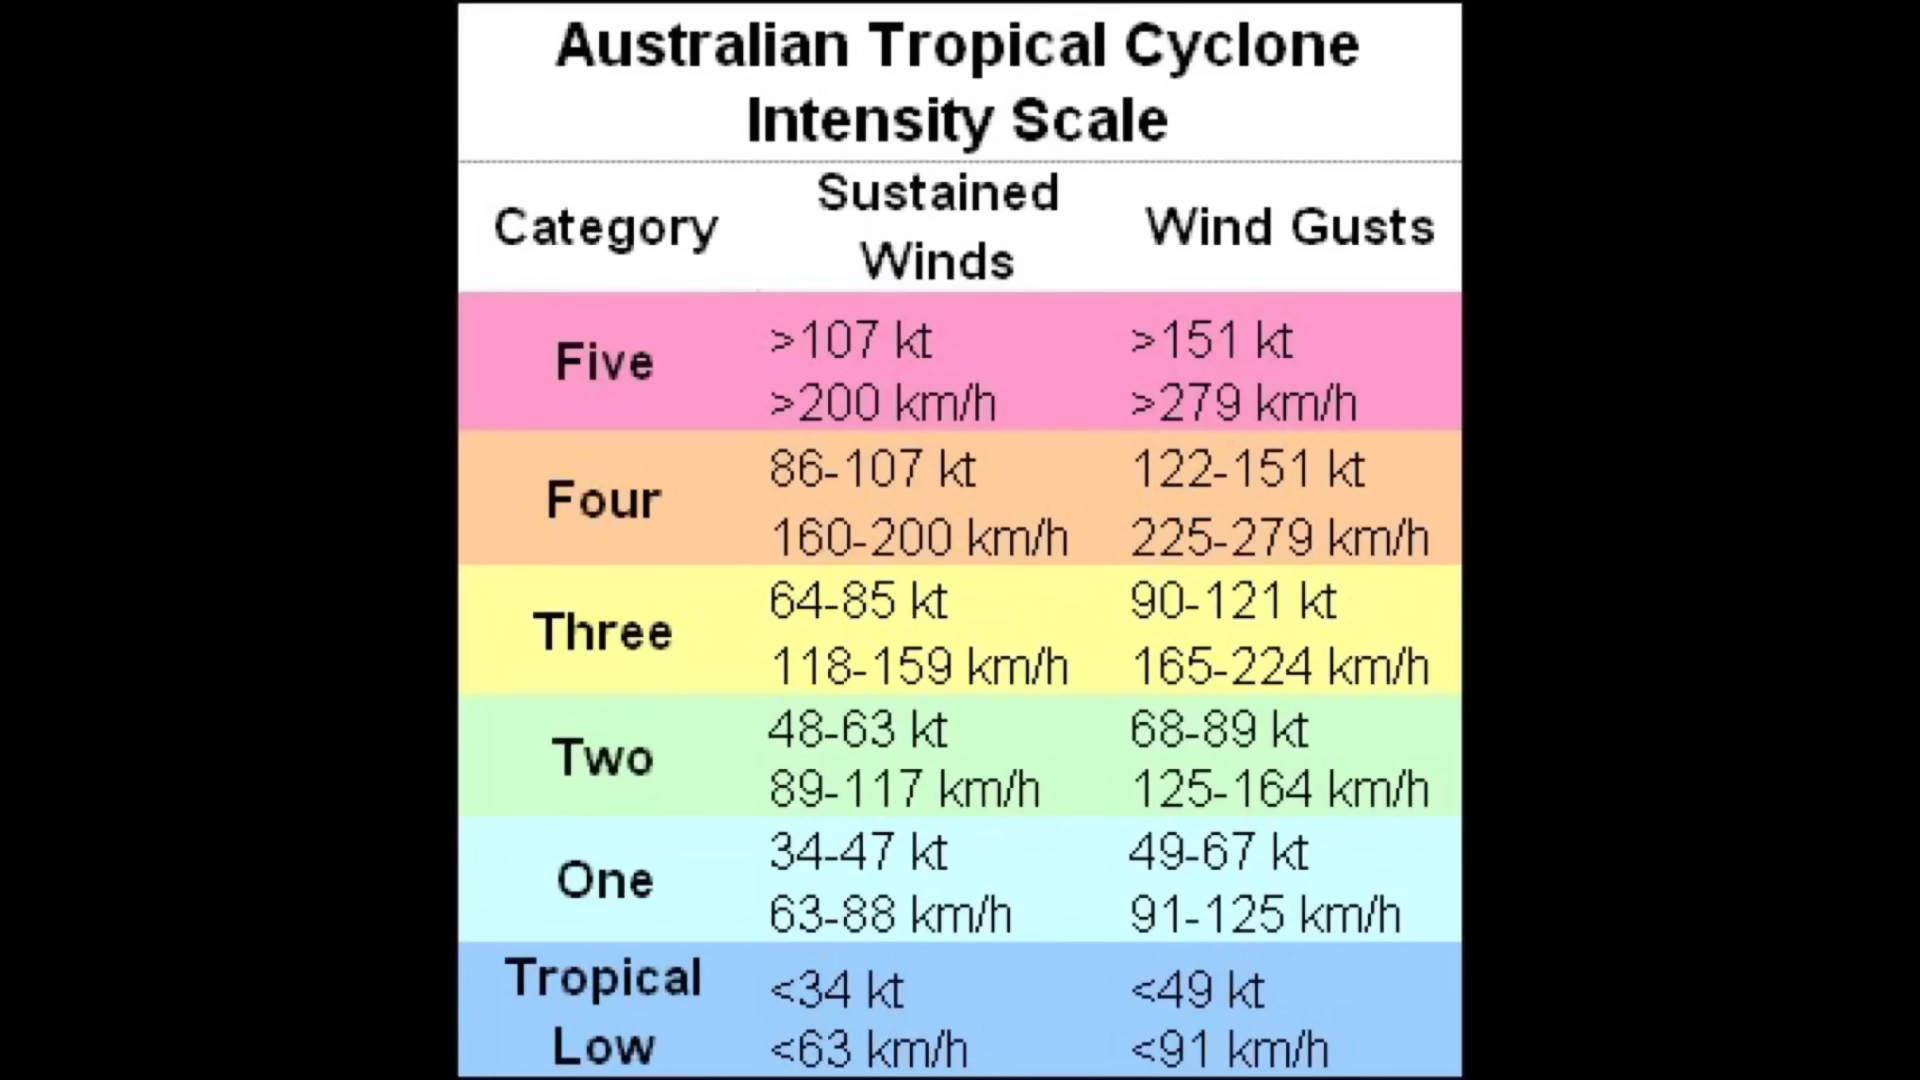 Australian Tropical Cyclone
Intensity Scale
Category
Sustained
Winds
Wind Gusts
Five
>107 kt
>200 km/h
>151 kt
>279 km/h
Four
86-107 kt
160-200 km/h
122-151 kt
225-279 km/h
Three
64-85 kt
118-159 km/h
90-121 kt
165-224 km/h
Two
48-63 kt
89-117 km/h
68-89 kt
125-164 km/h
One
34-47 kt
63-88 km/h
49-67 kt
91-125 km/h
Tropical
Low
<34 kt
<63 km/h
<49 kt
<91 km/h